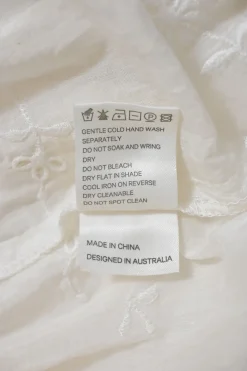 GENTLE COLD HAND WASH
SEPARATELY
DO NOT SOAK AND WRING
DRY
DO NOT BLEACH
DRY FLAT IN SHADE
COOL IRON ON REVERSE
DRY CLEANABLE
DO NOT SPOT CLEAN
MADE IN CHINA
DESIGNED IN AUSTRALIA